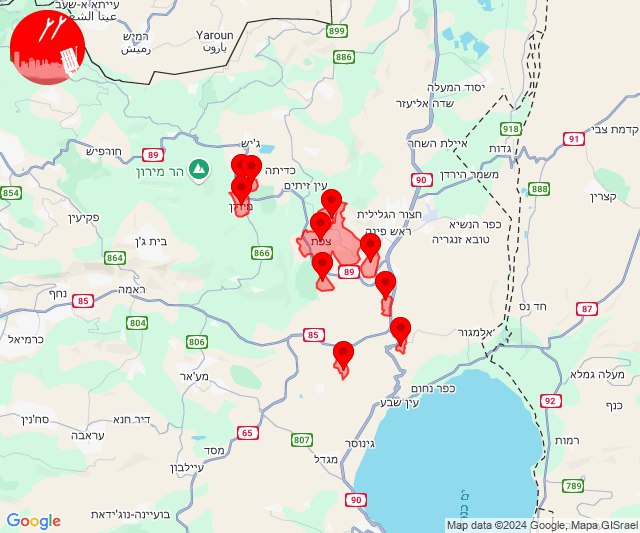 עייתא א-שעב
עינא
Yaroun
יארון
רמיש
רמיש
899
886
יסוד המעלה
שדה אליעזר
918
91
קדמת צבי
גדות
איילת השחר
ג'יש
חורפיש
89
הר מירון
כדיתה
עין זיתים
90
משמר הירדן
888
קצרין
854
מירון
פקיעין
חצור הגלילית
ראש פינה
כפר הנשיא
טובא זנגריה
בית ג'ן
צפת
864
866
89
נחף
85
ראמה
חד נס
87
804
85
אלמגור
כרמיאל
806
מע'אר
מעלה גמלא
כפר נחום
כנף
סח'נין
דיר חנא
עין שבע
92
עראבה
65
807
גינוסר
רמות
מסד
מגדל
עיילבון
789
90
בועיינה-נוג'ידאת
Google
Map data ©2024 Google, Mapa GISrael